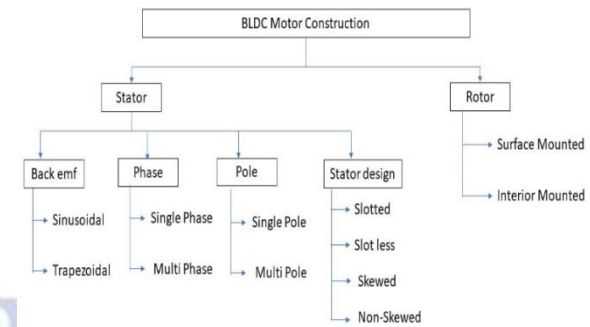 BLDC Motor Construction
Stator
Rotor
Back emf
Phase
Pole
Stator design
Sinusoidal
Trapezoidal
Single Phase
Multi Phase
Single Pole
Multi Pole
Slotted
Slot less
Skewed
Non-Skewed
Surface Mounted
Interior Mounted